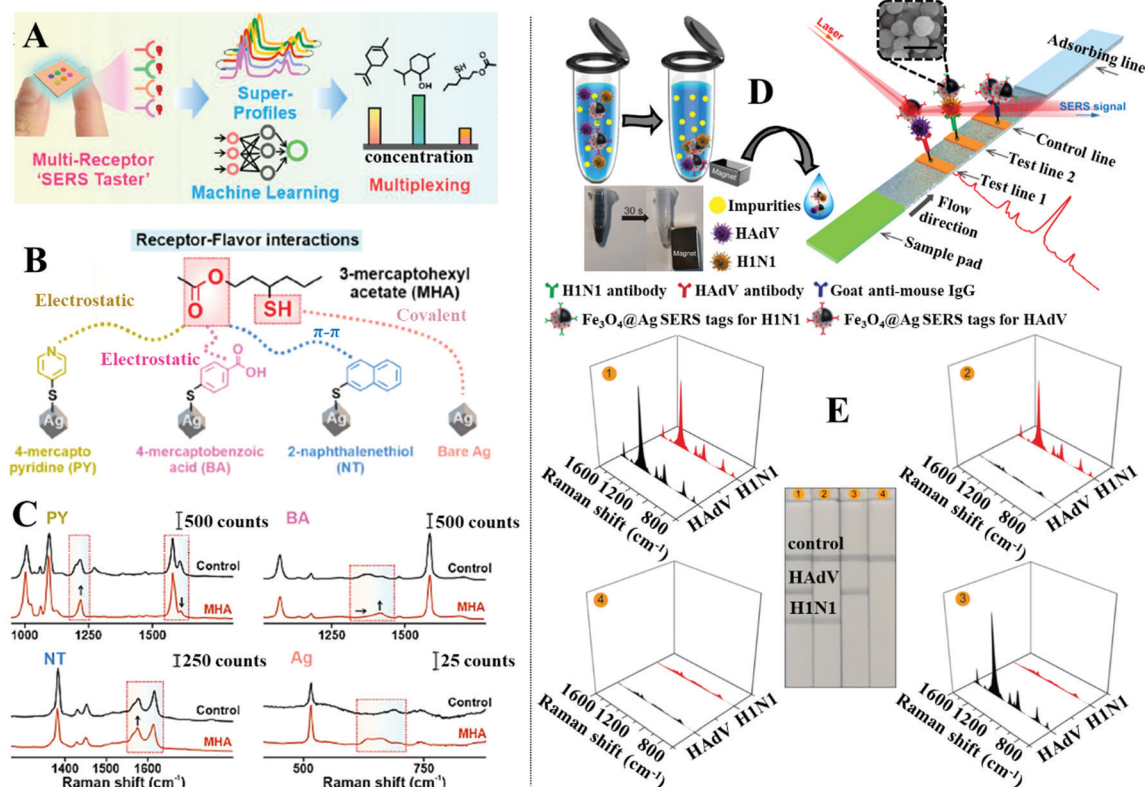 A
Multi-Receptor
'SERS Taster'
Super-
Profiles
Machine Learning
OH
SH
O
O
concentration
Multiplexing
B
Receptor-Flavor interactions
O
O
SH
3-mercaptohexyl
acetate (MHA)
Electrostatic
Covalent
Electrostatic
π-π
N
S
Ag
O
OH
S
Ag
S
Ag
Ag
4-mercapto
pyridine (PY)
4-mercaptobenzoic
acid (BA)
2-naphthalenethiol
(NT)
Bare Ag
C
PY
500 counts
Control
MHA
1000 1250 1500
BA
500 counts
Control
MHA
1250 1500
NT
250 counts
Control
MHA
1400 1500 1600
Raman shift (cm-1)
Ag
25 counts
Control
MHA
500 750
Raman shift (cm-1)
D
Magnet
30 s
Magnet
Impurities
HAdV
H1N1
Laser
Adsorbing line
SERS signal
Control line
Test line 2
Test line 1
Flow
direction
Sample pad
H1N1 antibody
HAdV antibody
Goat anti-mouse IgG
Fe3O4@Ag SERS tags for H1N1
Fe3O4@Ag SERS tags for HAdV
E
1
1600
1200
800
Raman shift
(cm-1)
HAdV
H1N1
2
1600
1200
800
Raman shift
(cm-1)
HAdV
H1N1
1 2 3 4
control
HAdV
H1N1
4
1600
1200
800
Raman shift
(cm-1)
HAdV
H1N1
3
1600
1200
800
Raman shift
(cm-1)
HAdV
H1N1